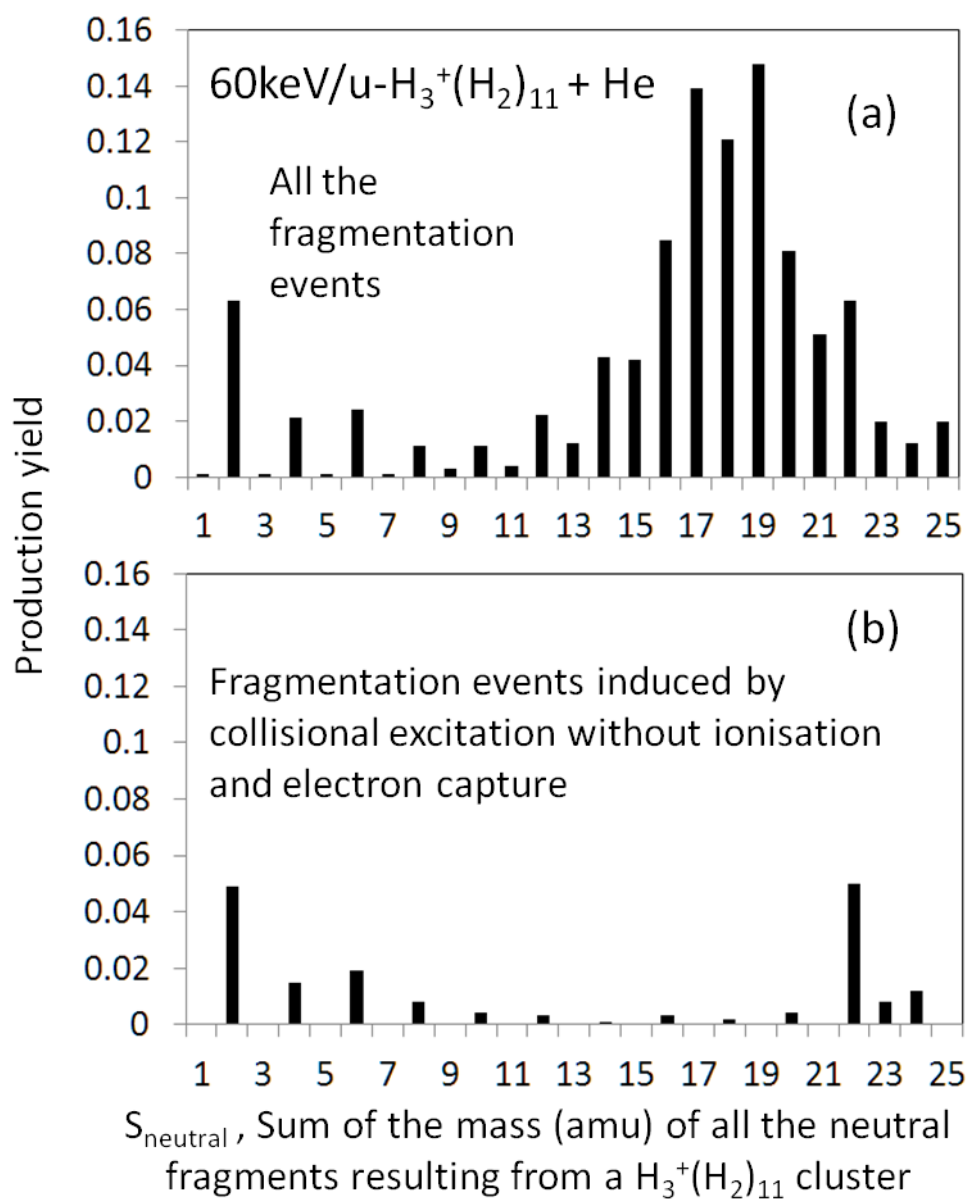 0.16
60keV/u-H₃⁺(H₂)₁₁ + He
(a)
0.14
0.12
All the
0.1
fragmentation
0.08
events
0.06
0.04
0.02
0
1 3 5 7 9 11 13 15 17 19 21 23 25
Production yield
0.16
(b)
0.14
0.12
Fragmentation events induced by
0.1
collisional excitation without ionisation
and electron capture
0.08
0.06
0.04
0.02
0
1 3 5 7 9 11 13 15 17 19 21 23 25
Sₙₑᵤₜᵣₐₗ , Sum of the mass (amu) of all the neutral
fragments resulting from a H₃⁺(H₂)₁₁ cluster